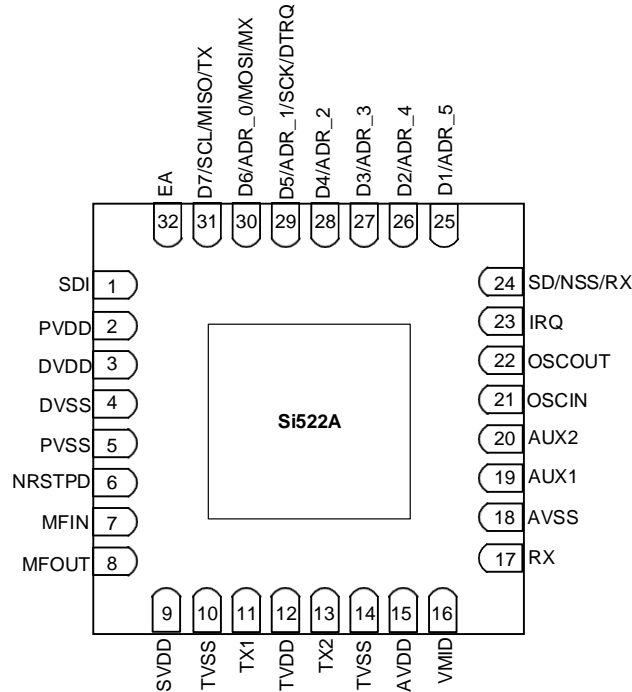 EA
D7/SCL/MISO/TX
D6/ADR_0/MOSI/MX
D5/ADR_1/SCK/DTRQ
D4/ADR_2
D3/ADR_3
D2/ADR_4
D1/ADR_5
32
31
30
29
28
27
26
25
SDI 1
PVDD 2
DVDD 3
DVSS 4
PVSS 5
NRSTPD 6
MFIN 7
MFOUT 8
Si522A
24 SD/NSS/RX
23 IRQ
22 OSCOUT
21 OSCIN
20 AUX2
19 AUX1
18 AVSS
17 RX
9
10
11
12
13
14
15
16
SVDD
TVSS
TX1
TVDD
TX2
TVSS
AVDD
VMID